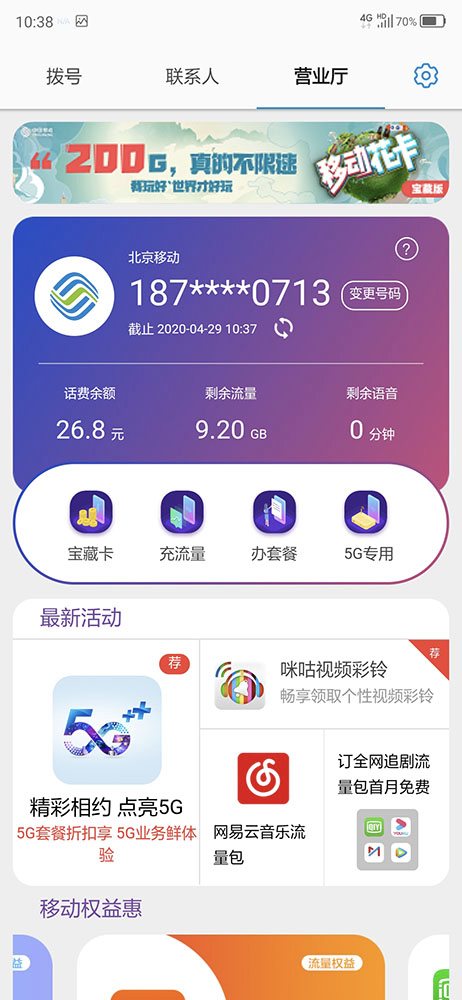 10:38
4G HD 70%
拨号 联系人 营业厅
200G，真的不限速
我玩好 世界才好玩
移动花卡
宝藏版
北京移动
?
187****0713 变更号码
截止 2020-04-29 10:37
话费余额 剩余流量 剩余语音
26.8 元 9.20 GB 0 分钟
宝藏卡 充流量 办套餐 5G专用
最新活动
荐
5G++
精彩相约 点亮5G
5G套餐折扣享 5G业务鲜体
验
荐
咪咕视频彩铃
畅享领取个性视频彩铃
网易云音乐流
量包
订全网追剧流
量包首月免费
iQIY
YOUKU
移动权益惠
益
流量权益